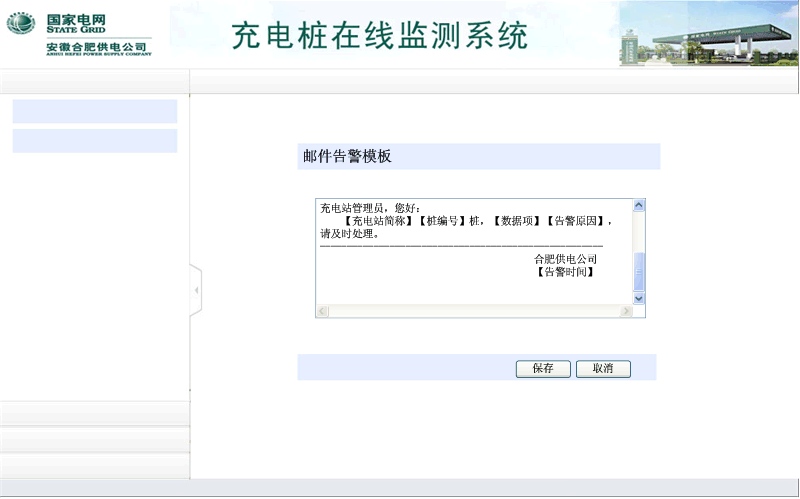 国家电网
STATE GRID
安徽合肥供电公司
ANHUI HEFEI POWER SUPPLY COMPANY
充电桩在线监测系统
邮件告警模板
充电站管理员，您好：
【充电站简称】【桩编号】桩，【数据项】【告警原因】，
请及时处理。
合肥供电公司
【告警时间】
保存
取消